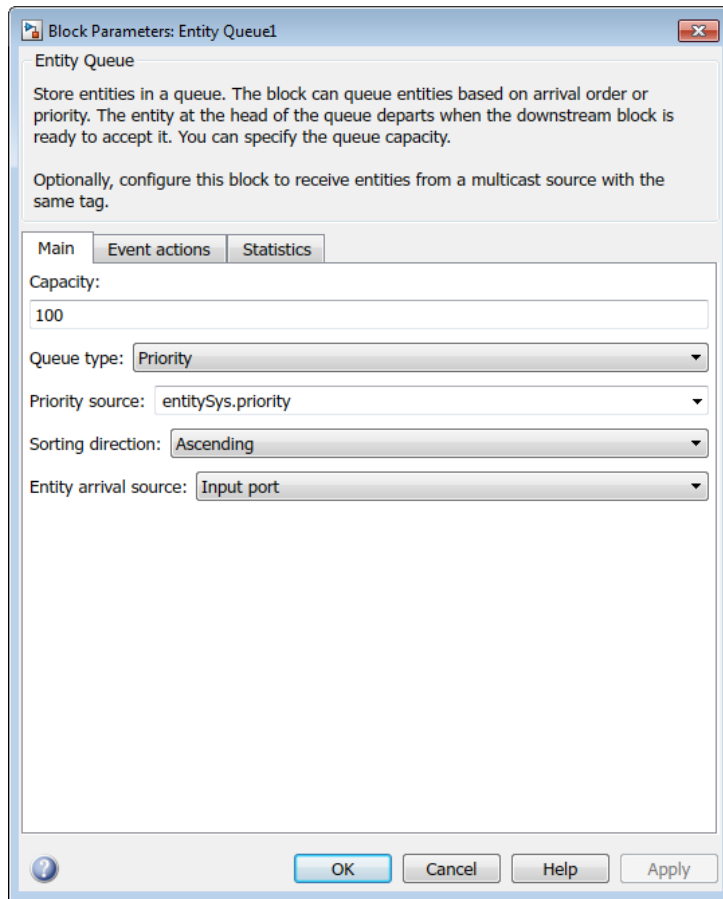 Block Parameters: Entity Queue1
Entity Queue
Store entities in a queue. The block can queue entities based on arrival order or
priority. The entity at the head of the queue departs when the downstream block is
ready to accept it. You can specify the queue capacity.
Optionally, configure this block to receive entities from a multicast source with the
same tag.
Main Event actions Statistics
Capacity:
100
Queue type: Priority
Priority source: entitySys.priority
Sorting direction: Ascending
Entity arrival source: Input port
? OK Cancel Help Apply